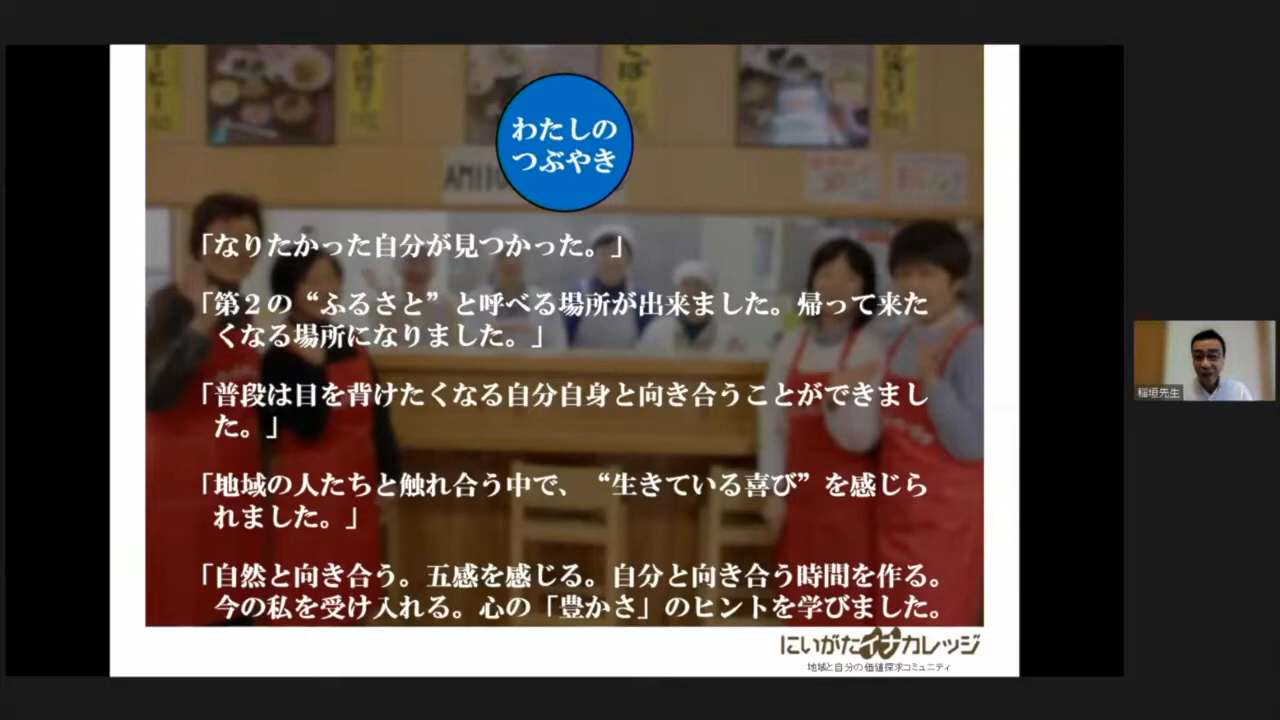 わたしの
つぶやき
「なりたかった自分が見つかった。」
「第２の“ふるさと”と呼べる場所が出来ました。帰って来た
くなる場所になりました。」
「普段は目を背けたくなる自分自身と向き合うことができまし
た。」
「地域の人たちと触れ合う中で、“生きている喜び”を感じら
れました。」
「自然と向き合う。五感を感じる。自分と向き合う時間を作る。
今の私を受け入れる。心の「豊かさ」のヒントを学びました。
にいがたイナカレッジ
地域と自分の価値探求コミュニティ
稲垣先生